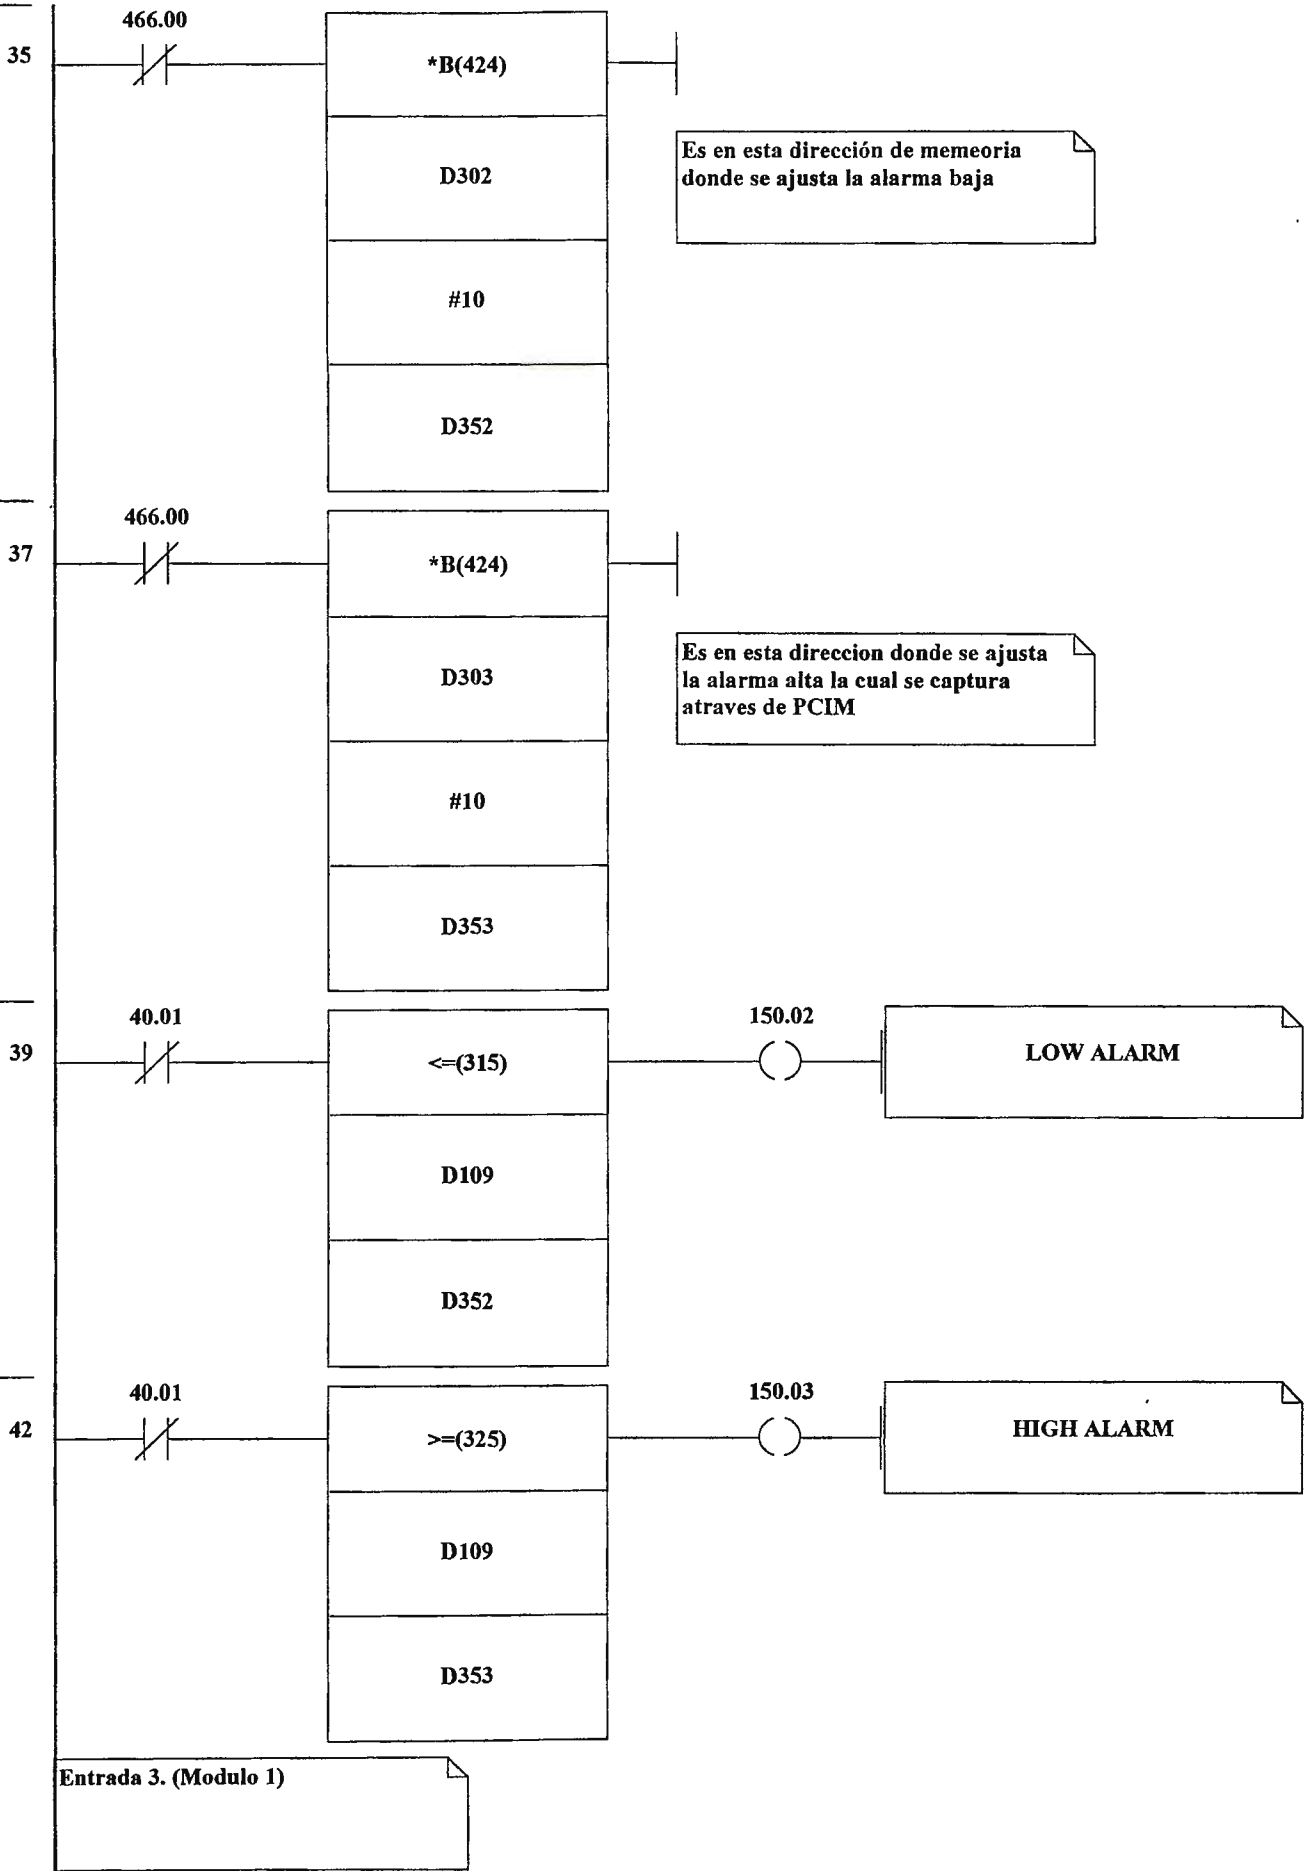 466.00
35
*B(424)
D302
#10
D352
Es en esta dirección de memeoria
donde se ajusta la alarma baja
466.00
37
*B(424)
D303
#10
D353
Es en esta direccion donde se ajusta
la alarma alta la cual se captura
atraves de PCIM
40.01
39
<=(315)
D109
D352
150.02
LOW ALARM
40.01
42
>=(325)
D109
D353
150.03
HIGH ALARM
Entrada 3. (Modulo 1)